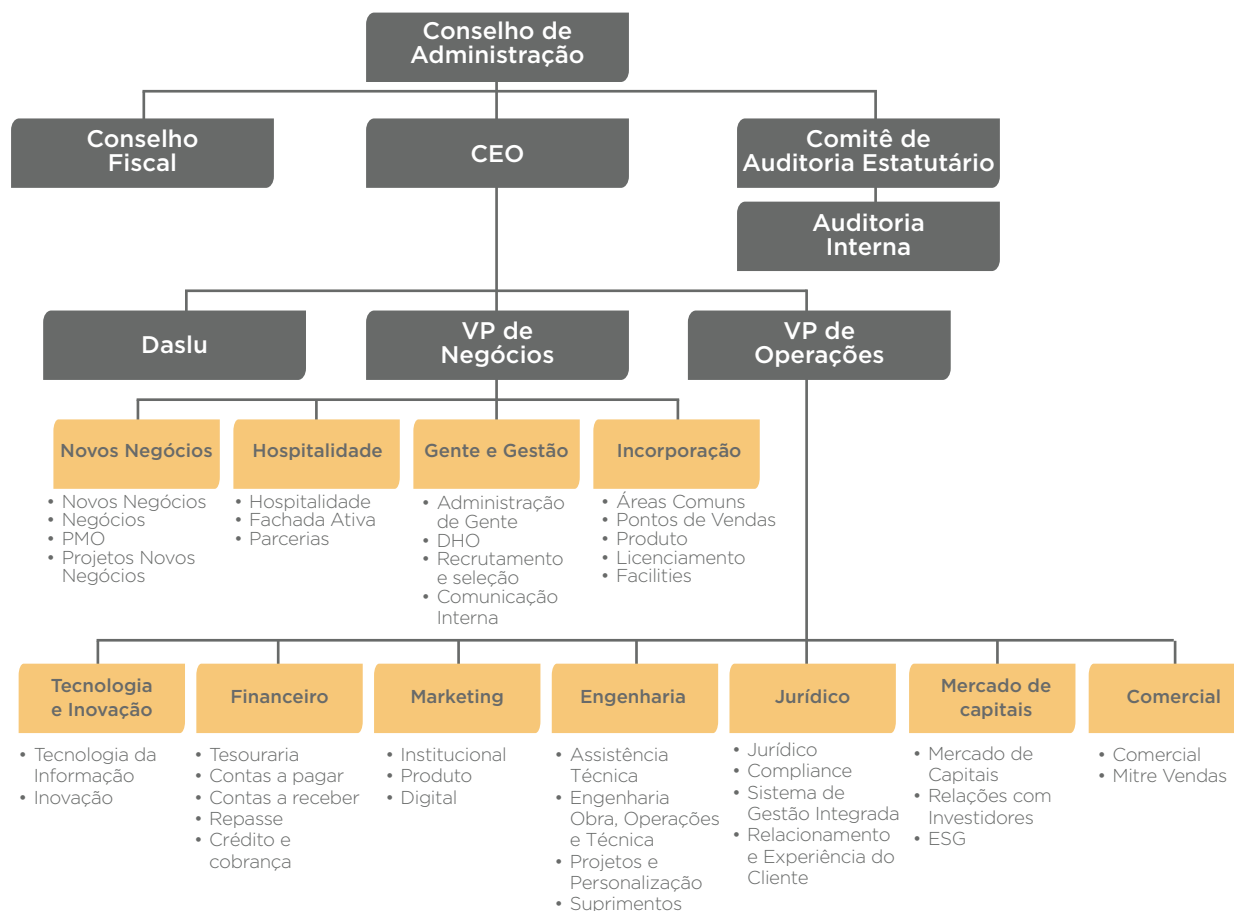 Conselho de
Administração
Conselho
Fiscal
CEO
Comitê de
Auditoria Estatutário
Auditoria
Interna
Daslu
VP de
Negócios
VP de
Operações
Novos Negócios
• Novos Negócios
• Negócios
• PMO
• Projetos Novos
Negócios
Hospitalidade
• Hospitalidade
• Fachada Ativa
• Parcerias
Gente e Gestão
• Administração
de Gente
• DHO
• Recrutamento
e seleção
• Comunicação
Interna
Incorporação
• Áreas Comuns
• Pontos de Vendas
• Produto
• Licenciamento
• Facilities
Tecnologia
e Inovação
• Tecnologia da
Informação
• Inovação
Financeiro
• Tesouraria
• Contas a pagar
• Contas a receber
• Repasse
• Crédito e
cobrança
Marketing
• Institucional
• Produto
• Digital
Engenharia
• Assistência
Técnica
• Engenharia
Obra, Operações
e Técnica
• Projetos e
Personalização
• Suprimentos
Jurídico
• Jurídico
• Compliance
• Sistema de
Gestão Integrada
• Relacionamento
e Experiência do
Cliente
Mercado de
capitais
• Mercado de
Capitais
• Relações com
Investidores
• ESG
Comercial
• Comercial
• Mitre Vendas